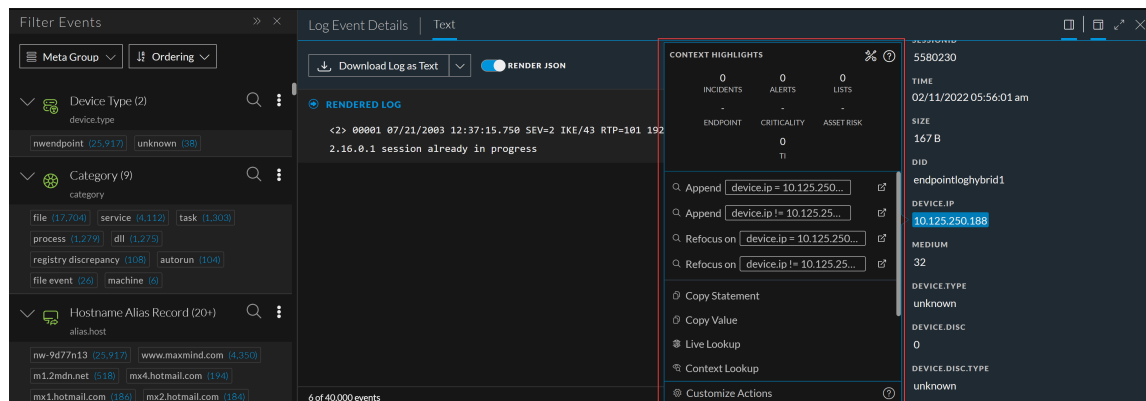 Filter Events
Meta Group
Ordering
Device Type (2)
device.type
nwendpoint (25,917) unknown (38)
Category (9)
category
file (17,704) service (4,112) task (1,303)
process (1,279) dll (1,275)
registry discrepancy (108) autorun (104)
file event (26) machine (6)
Hostname Alias Record (20+)
alias.host
nw-9d77n13 (25,917) www.maxmind.com (4,350)
m1.2mdn.net (518) mx4.hotmail.com (194)
mx1.hotmail.com (186) mx2.hotmail.com (184)
Log Event Details Text
Download Log as Text RENDER JSON
RENDERED LOG
<2> 00001 07/21/2003 12:37:15.750 SEV=2 IKE/43 RTP=101 192
2.16.0.1 session already in progress
6 of 40,000 events
CONTEXT HIGHLIGHTS
0 0 0
INCIDENTS ALERTS LISTS
- - -
ENDPOINT CRITICALITY ASSET RISK
0
TI
Append device.ip = 10.125.250...
Append device.ip != 10.125.25...
Refocus on device.ip = 10.125.250...
Refocus on device.ip != 10.125.25...
Copy Statement
Copy Value
Live Lookup
Context Lookup
Customize Actions
SESSIONID
5580230
TIME
02/11/2022 05:56:01 am
SIZE
167 B
DID
endpointloghybrid1
DEVICE.IP
10.125.250.188
MEDIUM
32
DEVICE.TYPE
unknown
DEVICE.DISC
0
DEVICE.DISC.TYPE
unknown